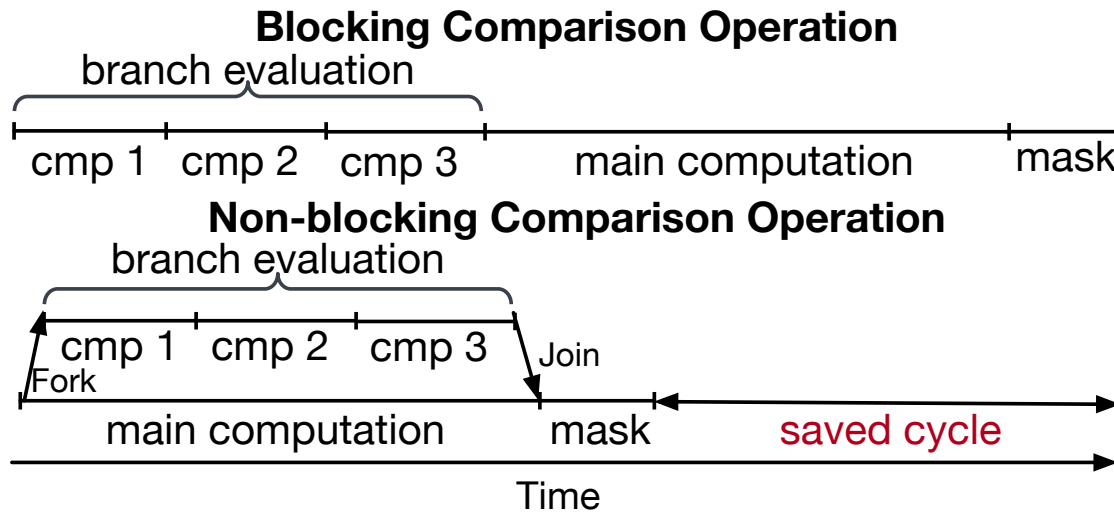 Blocking Comparison Operation
branch evaluation
cmp 1 cmp 2 cmp 3 main computation mask
Non-blocking Comparison Operation
branch evaluation
cmp 1 cmp 2 cmp 3
Join
Fork
main computation mask saved cycle
Time